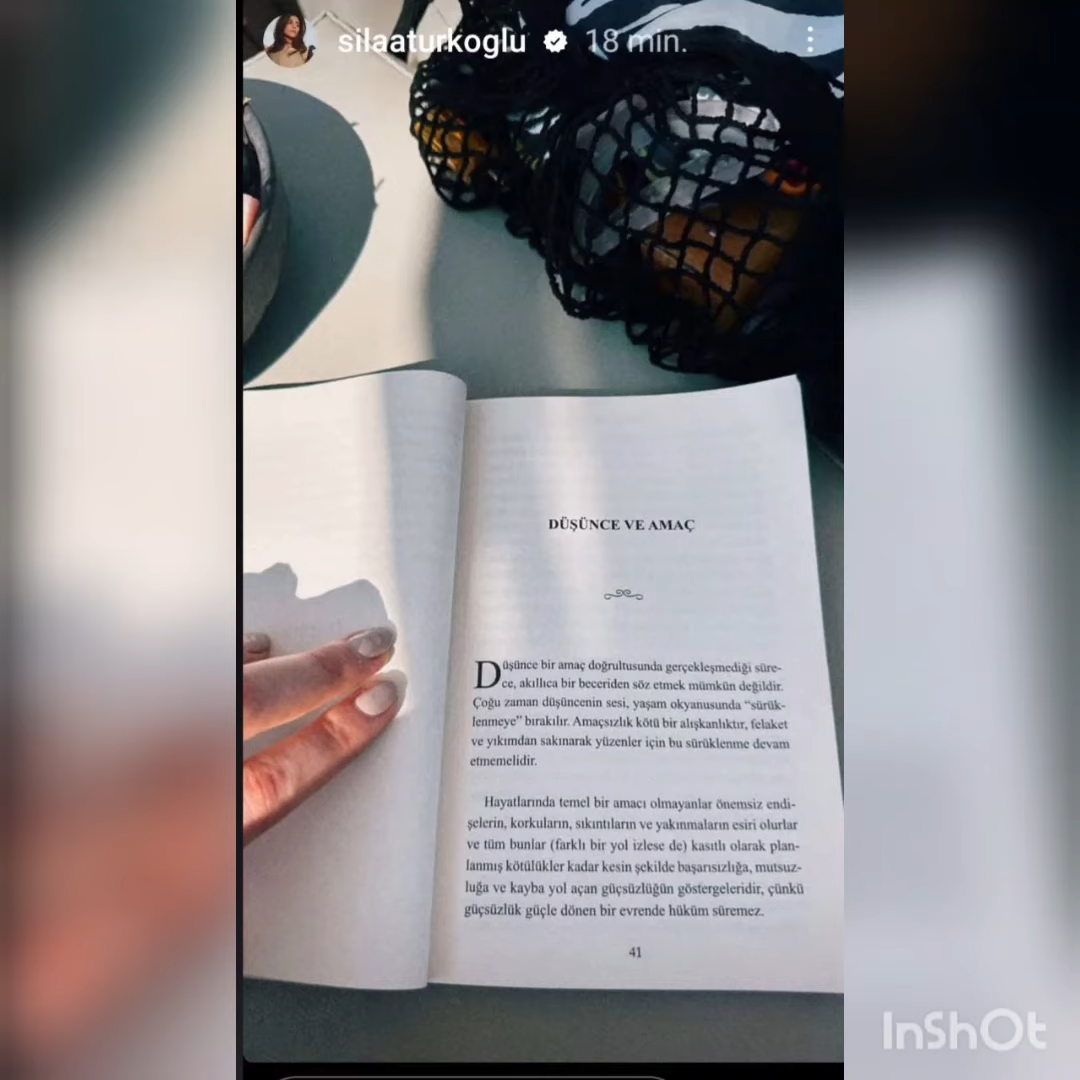 silaaturkoglu 18 min.
DÜŞÜNCE VE AMAÇ
Düşünce bir amaç doğrultusunda gerçekleşmediği süre-
ce, akıllıca bir beceriden söz etmek mümkün değildir.
Çoğu zaman düşüncenin sesi, yaşam okyanusunda “sürük-
lenmeye” bırakılır. Amaçsızlık kötü bir alışkanlıktır, felaket
ve yıkımdan sakınarak yüzenler için bu sürüklenme devam
etmemelidir.
Hayatlarında temel bir amacı olmayanlar önemsiz endi-
şelerin, korkuların, sıkıntıların ve yakınmaların esiri olurlar
ve tüm bunlar (farklı bir yol izlese de) kasıtlı olarak plan-
lanmış kötülükler kadar kesin şekilde başarısızlığa, mutsuz-
luğa ve kayba yol açan güçsüzlüğün göstergeleridir, çünkü
güçsüzlük güçle dönen bir evrende hüküm süremez.
41
InShOt